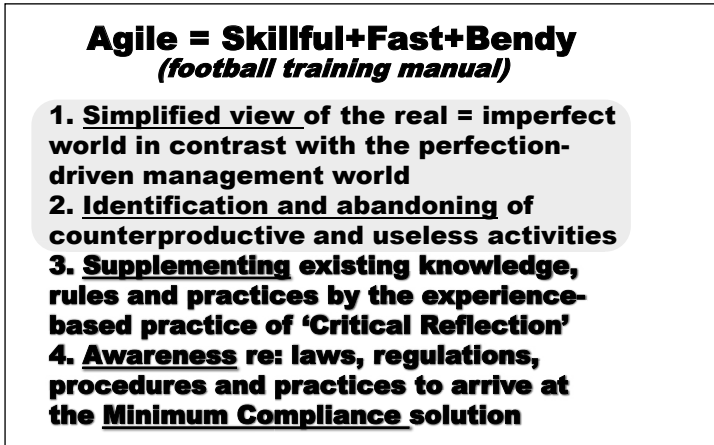 Agile = Skillful+Fast+Bendy
(football training manual)
1. Simplified view of the real = imperfect
world in contrast with the perfection-
driven management world
2. Identification and abandoning of
counterproductive and useless activities
3. Supplementing existing knowledge,
rules and practices by the experience-
based practice of ‘Critical Reflection’
4. Awareness re: laws, regulations,
procedures and practices to arrive at
the Minimum Compliance solution